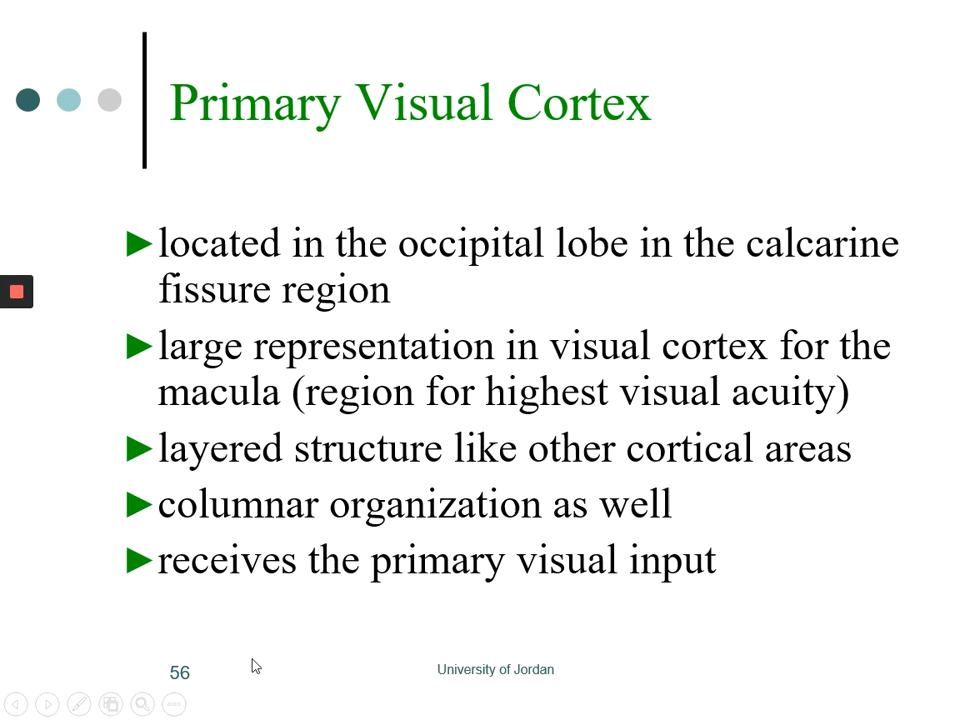 Primary Visual Cortex
►located in the occipital lobe in the calcarine
fissure region
►large representation in visual cortex for the
macula (region for highest visual acuity)
►layered structure like other cortical areas
►columnar organization as well
►receives the primary visual input
56
University of Jordan